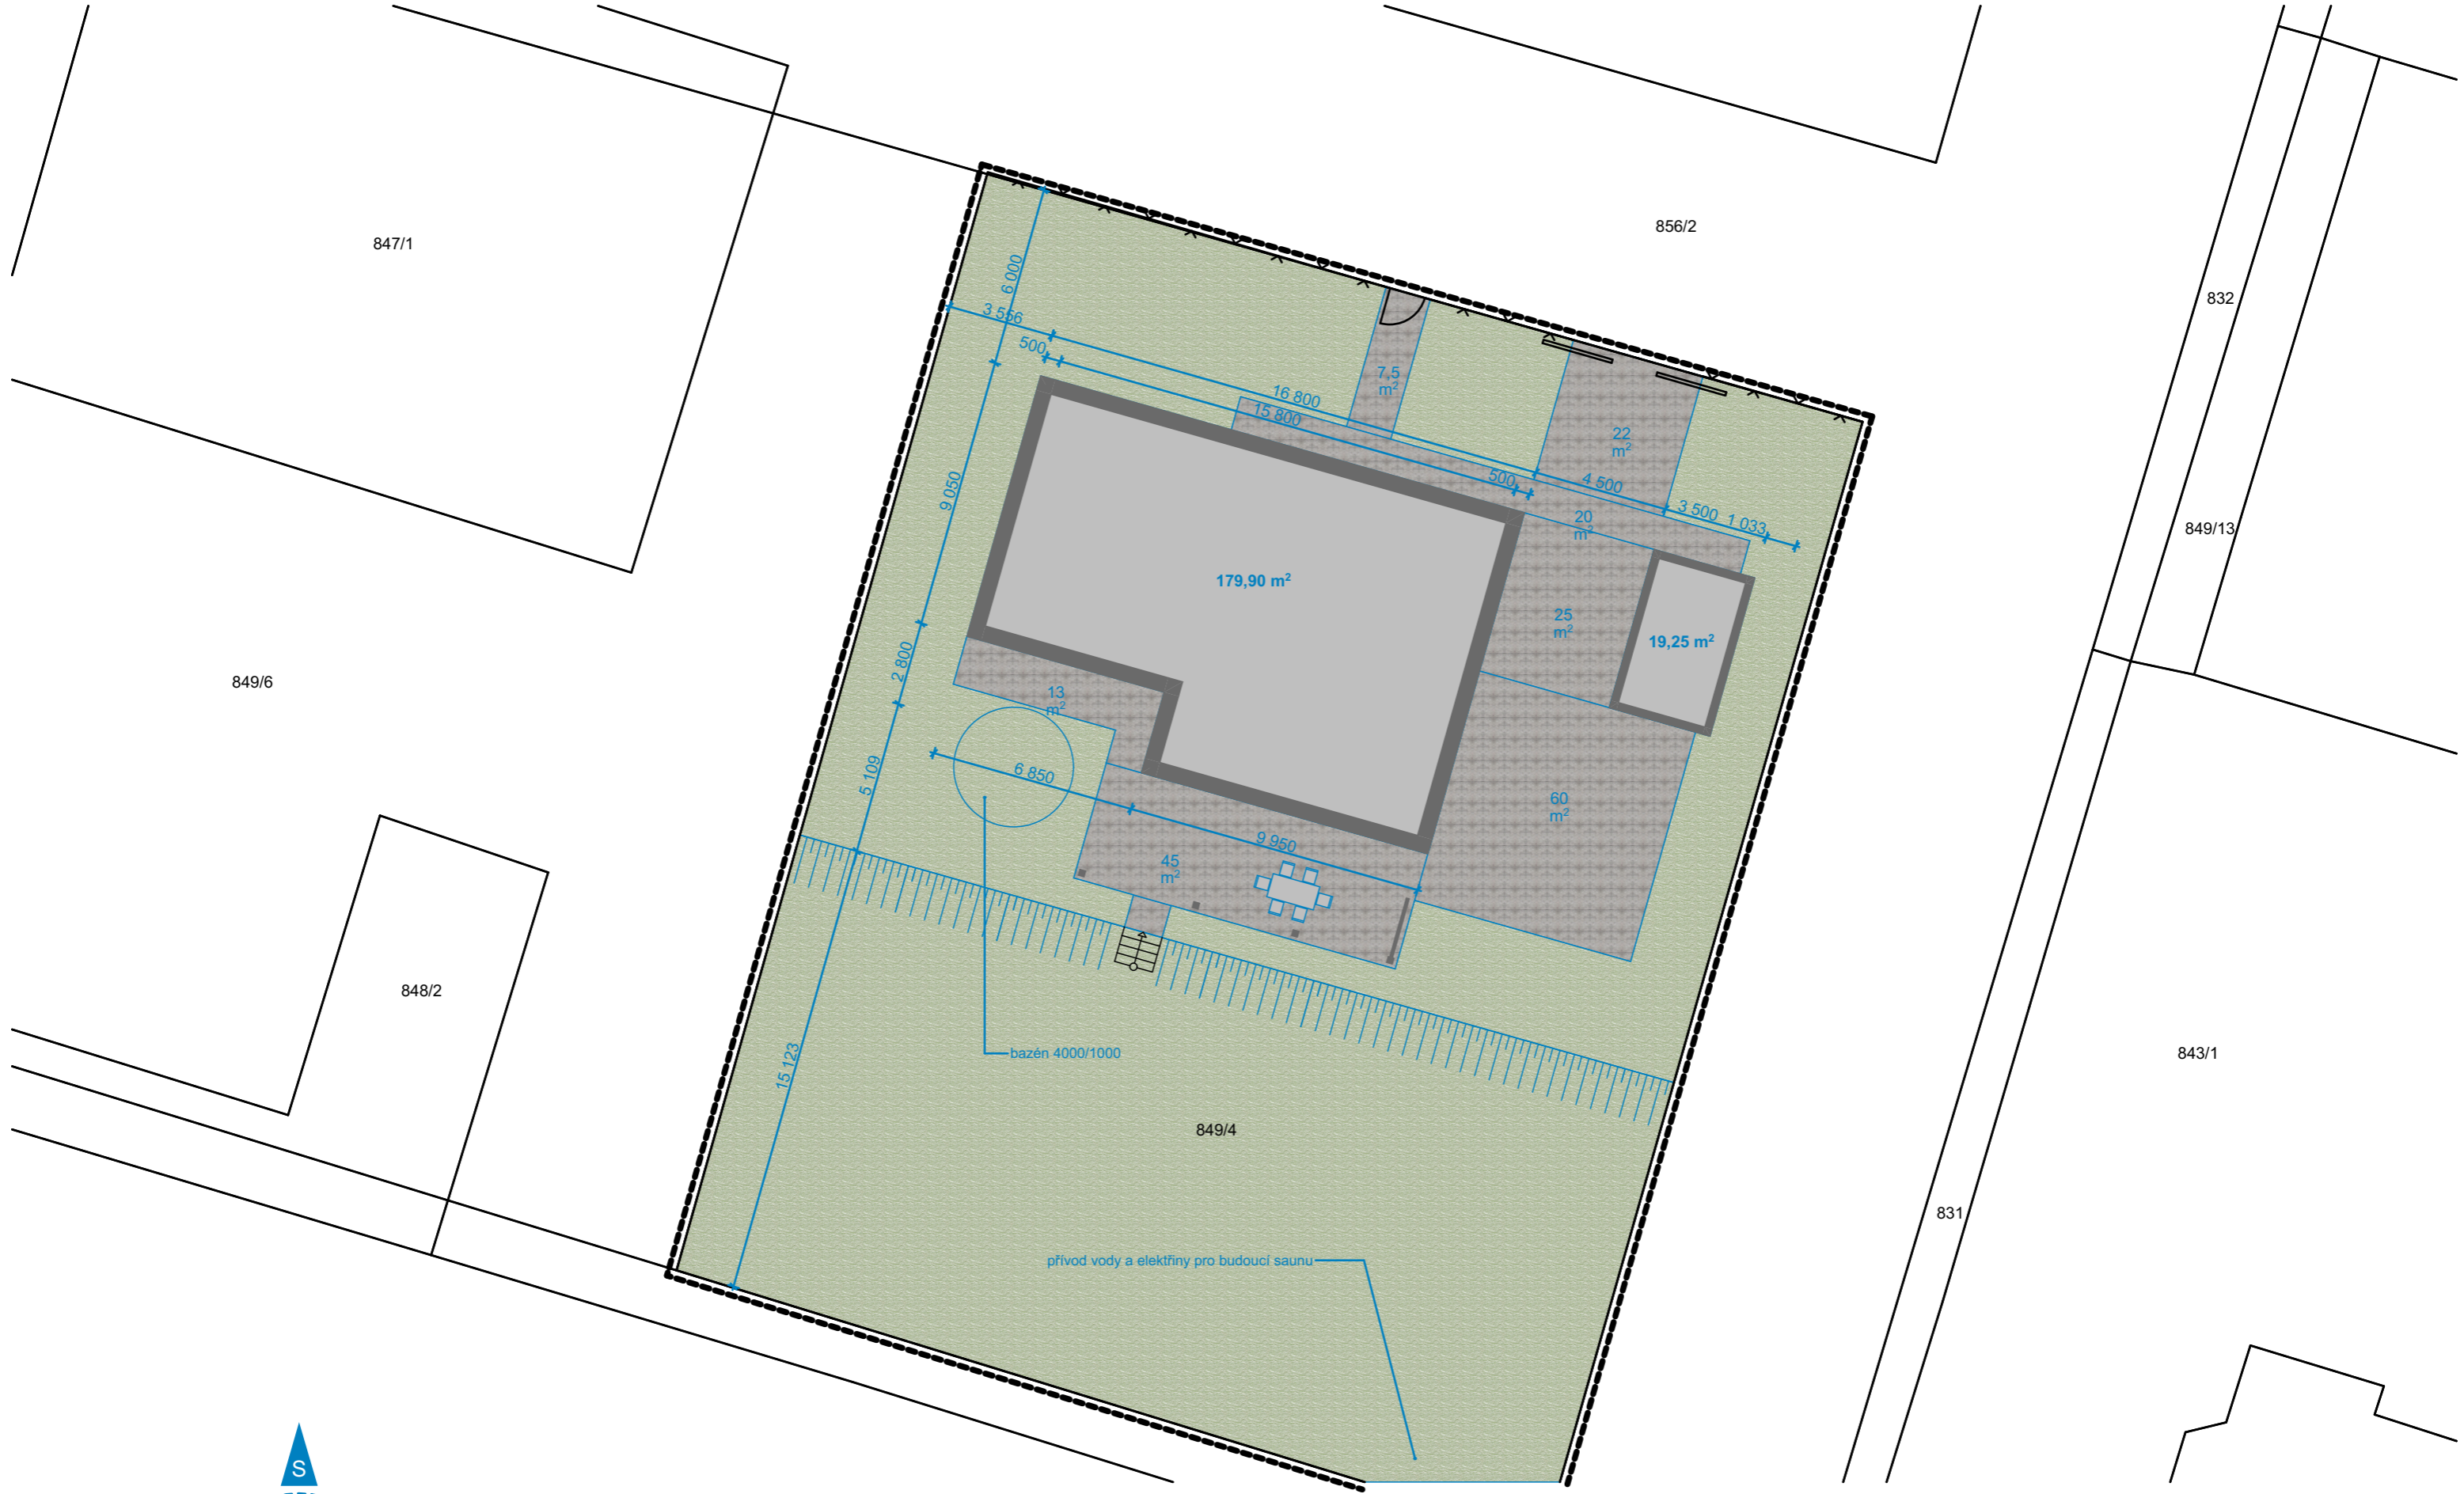 847/1
856/2
832
6 000
3 556
500
7,5
m²
16 800
15 800
22
m²
500
4 500
3 500
1 033
849/13
9 050
20
m²
179,90 m²
25
m²
19,25 m²
2 800
849/6
13
m²
5 109
6 850
60
m²
9 950
45
m²
848/2
bazén 4000/1000
15 123
843/1
849/4
831
přívod vody a elektřiny pro budoucí saunu
S